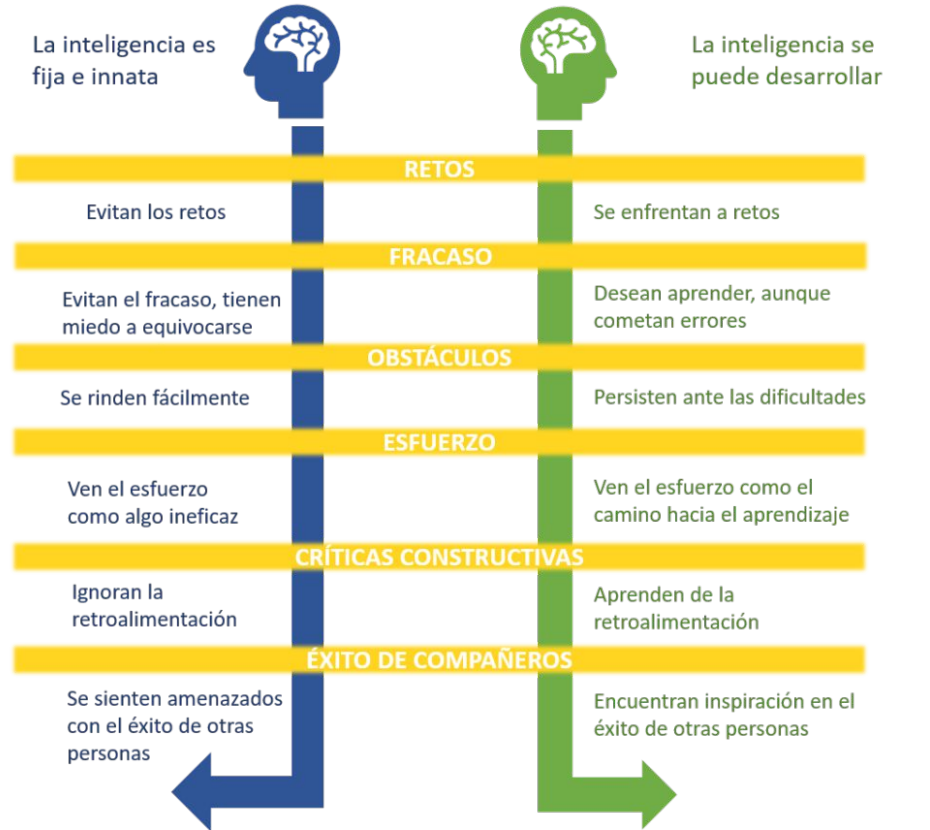 La inteligencia es
fija e innata
La inteligencia se
puede desarrollar
RETOS
Evitan los retos
Se enfrentan a retos
FRACASO
Evitan el fracaso, tienen
miedo a equivocarse
Desean aprender, aunque
cometan errores
OBSTÁCULOS
Se rinden fácilmente
Persisten ante las dificultades
ESFUERZO
Ven el esfuerzo
como algo ineficaz
Ven el esfuerzo como el
camino hacia el aprendizaje
CRÍTICAS CONSTRUCTIVAS
Ignoran la
retroalimentación
Aprenden de la
retroalimentación
ÉXITO DE COMPAÑEROS
Se sienten amenazados
con el éxito de otras
personas
Encuentran inspiración en el
éxito de otras personas